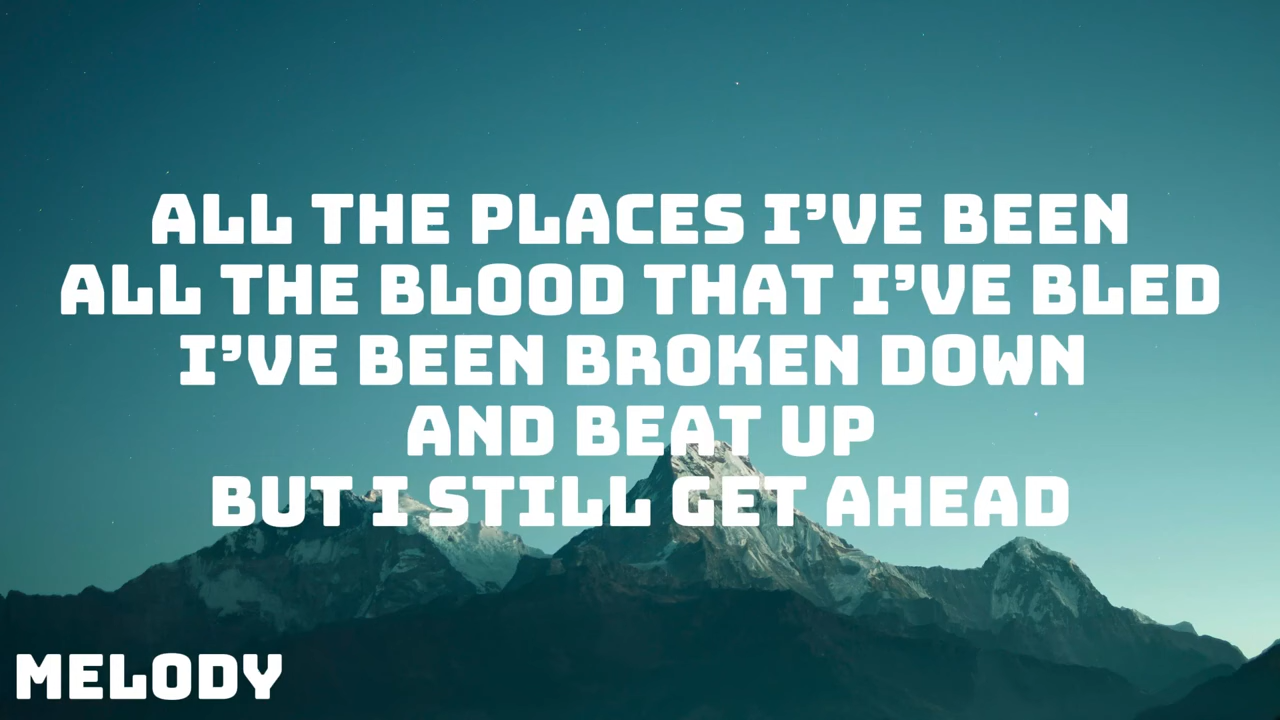 ALL THE PLACES I’VE BEEN
ALL THE BLOOD THAT I’VE BLED
I’VE BEEN BROKEN DOWN
AND BEAT UP
BUT I STILL GET AHEAD
MELODY